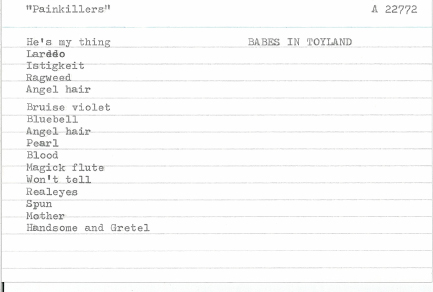 "Painkillers" A 22772
He's my thing BABES IN TOYLAND
Larddo
Istigkeit
Ragweed
Angel hair
Bruise violet
Bluebell
Angel hair
Pearl
Blood
Magick flute
Won't tell
Realeyes
Spun
Mother
Handsome and Gretel